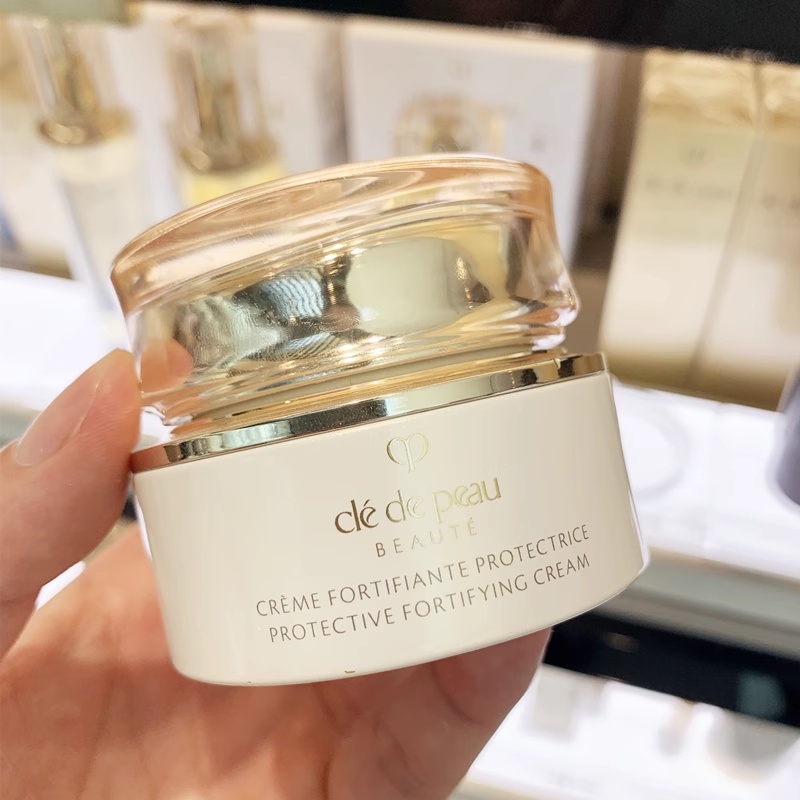 clé de peau
BEAUTÉ
CRÈME FORTIFIANTE PROTECTRICE
PROTECTIVE FORTIFYING CREAM